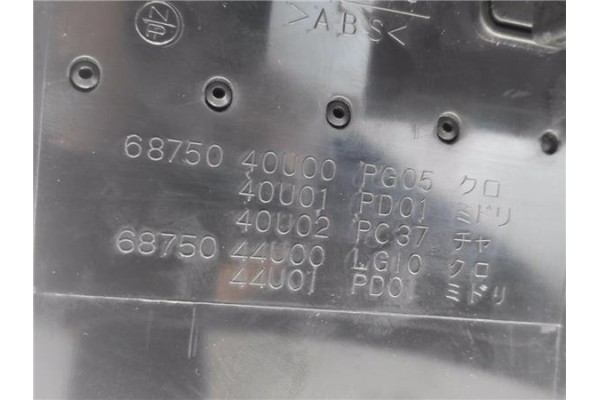 >ABS<
68750 40U00 PG05 クロ
40U01 PD01 ミドリ
40U02 PC37 チャ
68750 44U00 LG10 クロ
44U01 PD01 ミドリ